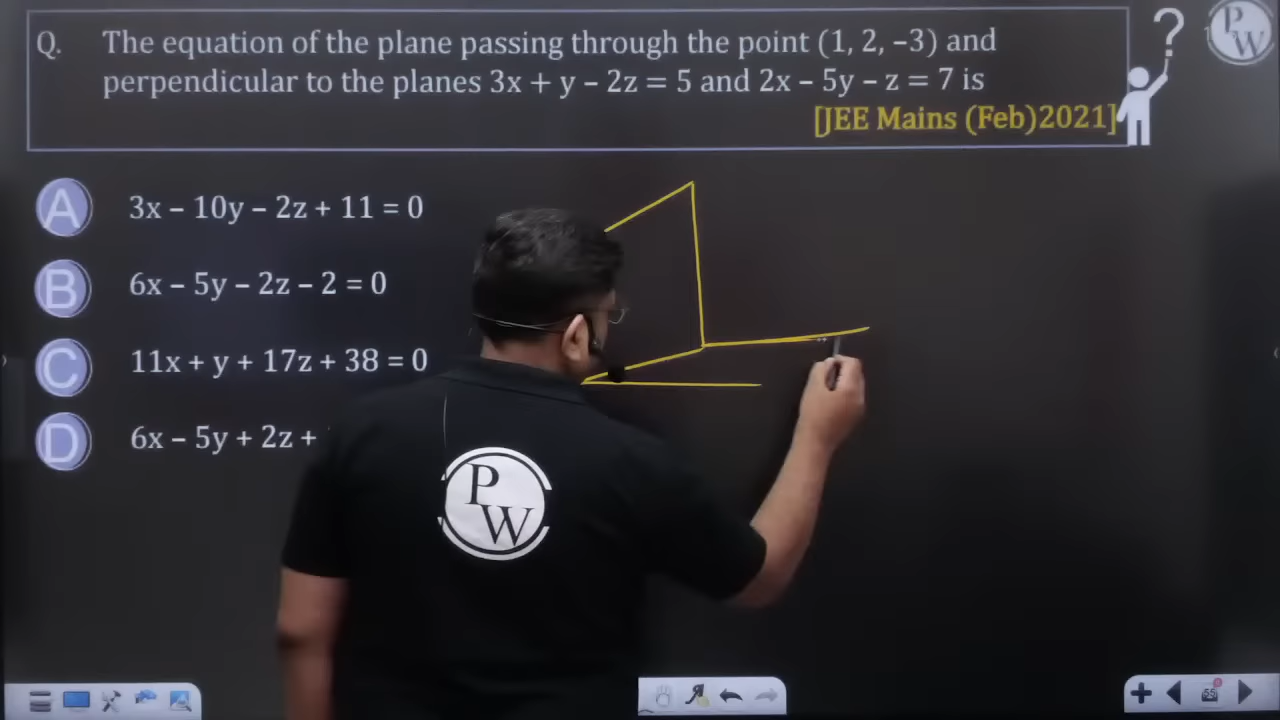 Q. The equation of the plane passing through the point (1, 2, –3) and
perpendicular to the planes 3x + y – 2z = 5 and 2x – 5y – z = 7 is
[JEE Mains (Feb)2021]
?
P
W
A 3x – 10y – 2z + 11 = 0
B 6x – 5y – 2z – 2 = 0
C 11x + y + 17z + 38 = 0
D 6x – 5y + 2z +
P
W
55